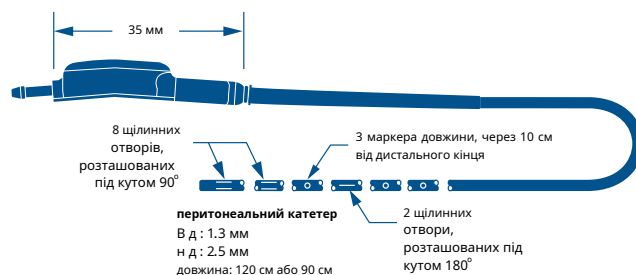 35 мм
8 щілинних
отворів,
розташованих
під кутом 90°
3 маркера довжини, через 10 см
від дистального кінця
перитонеальний катетер
В д : 1.3 мм
н д : 2.5 мм
довжина: 120 см або 90 см
2 щілинних
отвори,
розташованих під
кутом 180°